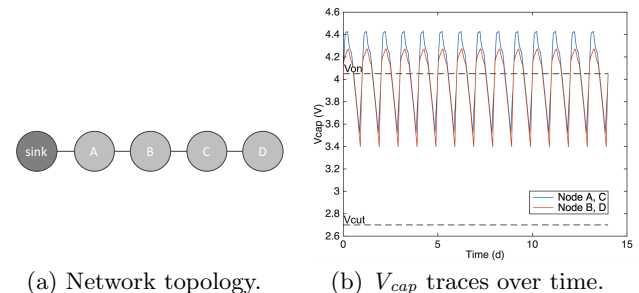 sink A B C D
4.6
4.4
4.2
Von
4
3.8
3.6
3.4
3.2
3
2.8
Vcut
2.6
Vcap (V)
Node A, C
Node B, D
0 5 10 15
Time (d)
(a) Network topology.
(b) Vcap traces over time.